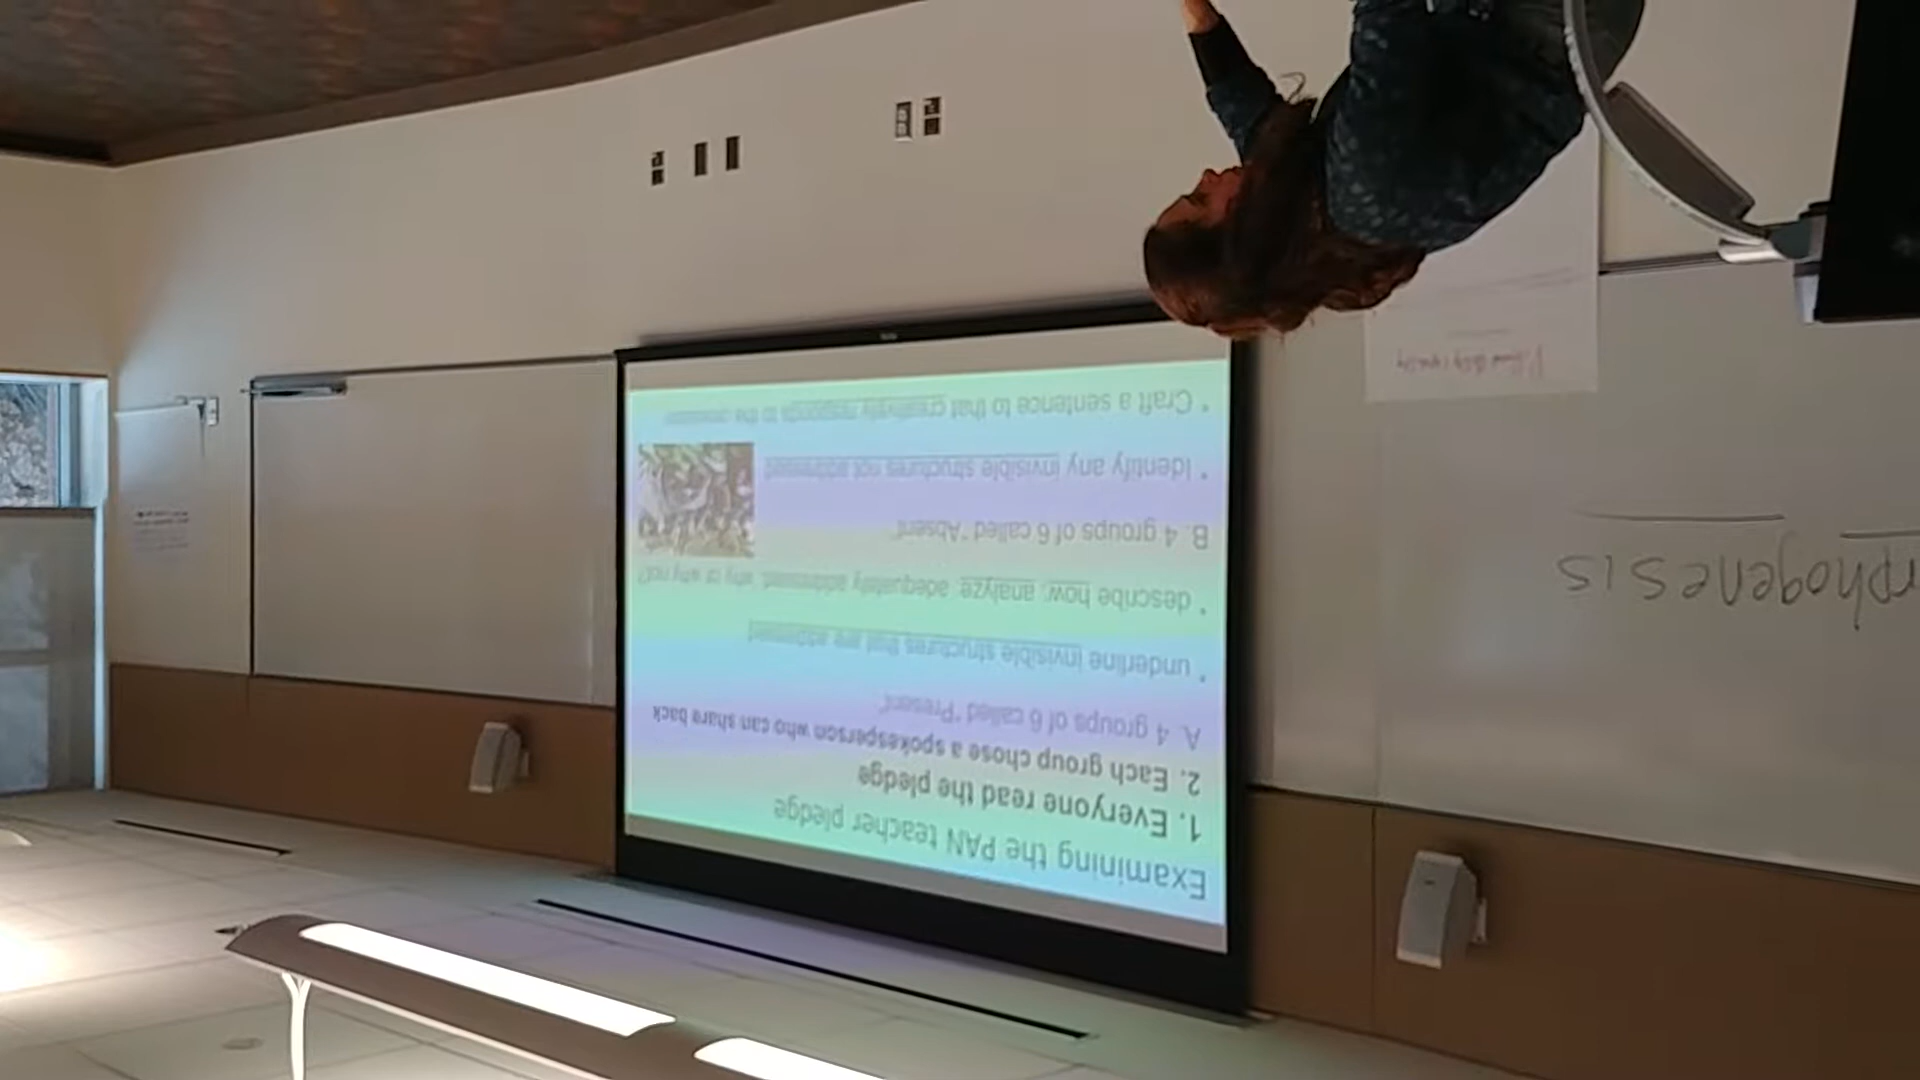 Examining the PAN teacher pledge
1. Everyone read the pledge
2. Each group chose a spokesperson who can share back
A. 4 groups of 6 called "Present"
* underline invisible structures that are addressed
* describe how, analyze: adequately addressed, why or why not?
B. 4 groups of 6 called "Absent"
* Identify any invisible structures not addressed
* Craft a sentence to that creatively responds to the omission
rphogenesis